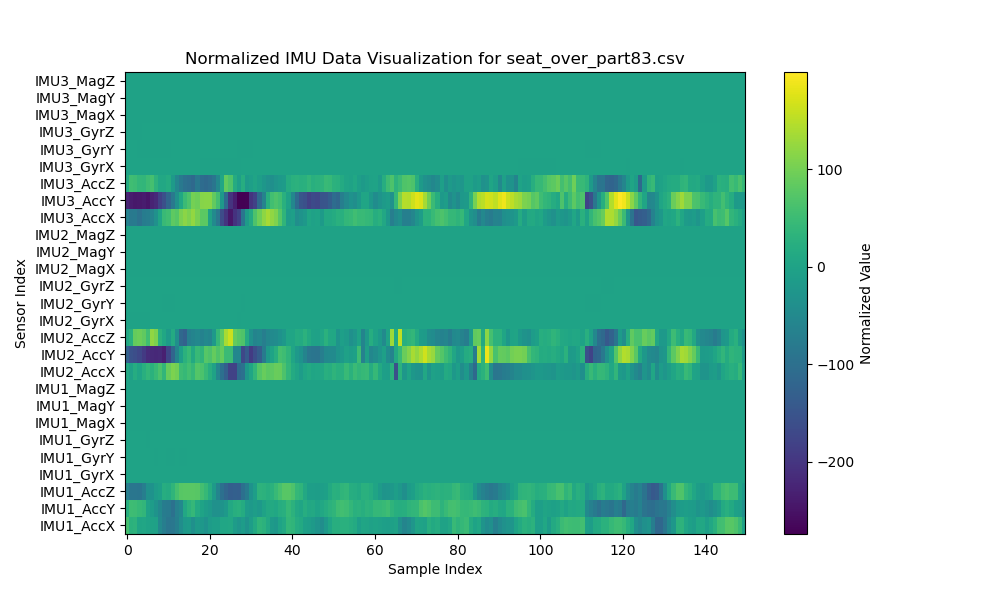 Normalized IMU Data Visualization for seat_over_part83.csv
IMU3_MagZ
IMU3_MagY
IMU3_MagX
IMU3_GyrZ
IMU3_GyrY
IMU3_GyrX
IMU3_AccZ
IMU3_AccY
IMU3_AccX
IMU2_MagZ
IMU2_MagY
IMU2_MagX
IMU2_GyrZ
IMU2_GyrY
IMU2_GyrX
IMU2_AccZ
IMU2_AccY
IMU2_AccX
IMU1_MagZ
IMU1_MagY
IMU1_MagX
IMU1_GyrZ
IMU1_GyrY
IMU1_GyrX
IMU1_AccZ
IMU1_AccY
IMU1_AccX
Sensor Index
0 20 40 60 80 100 120 140
Sample Index
100
0
−100
−200
Normalized Value